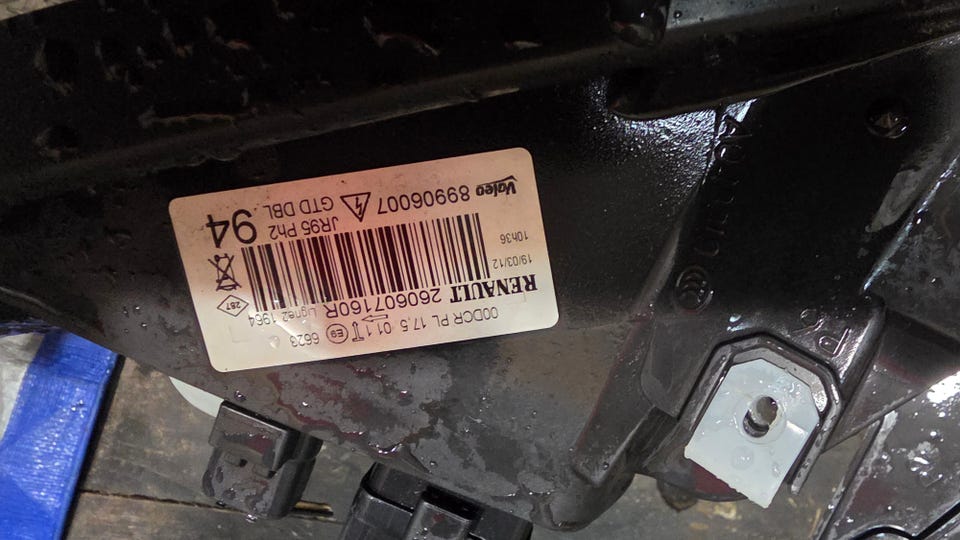 00DCR PL 17,5 01.1 E9 6623
RENAULT 260607160R Ligne2 1964
287
19/03/12
10h36
JR95 Ph2
94
Valeo 89906007 GTD DBL